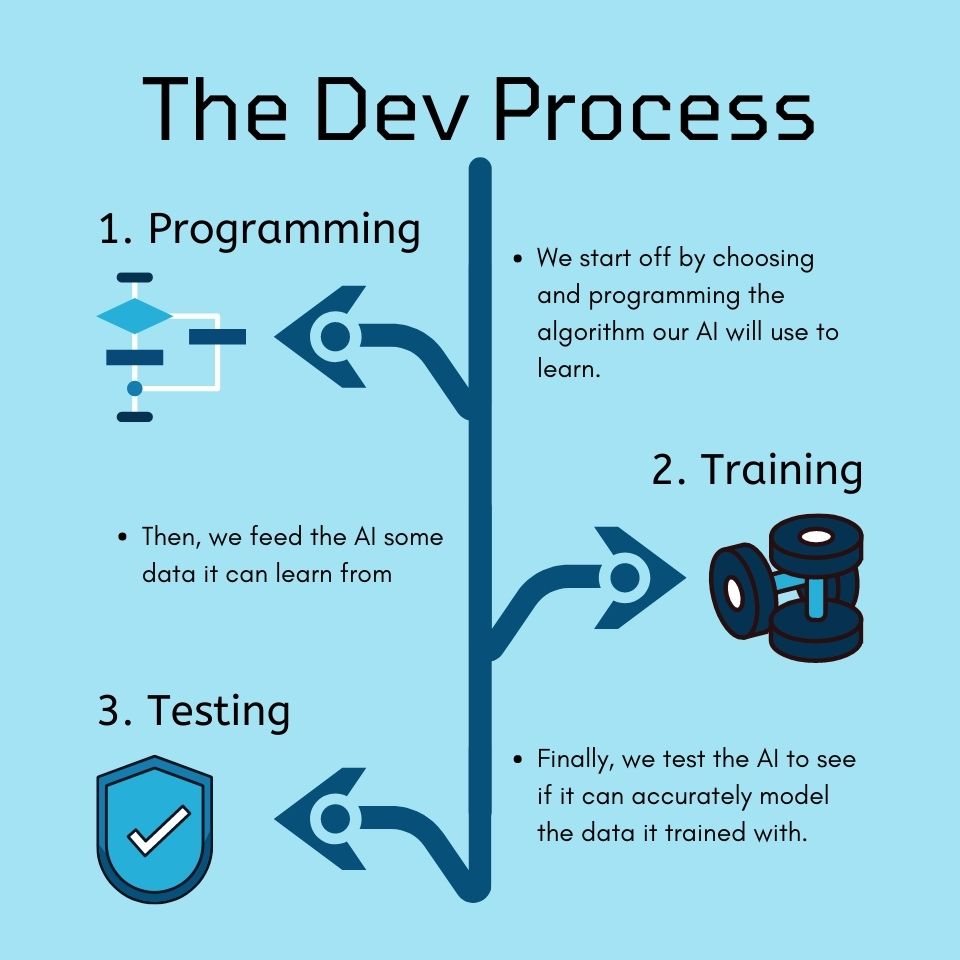 The Dev Process
1. Programming
• We start off by choosing
and programming the
algorithm our AI will use to
learn.
2. Training
• Then, we feed the AI some
data it can learn from
3. Testing
• Finally, we test the AI to see
if it can accurately model
the data it trained with.